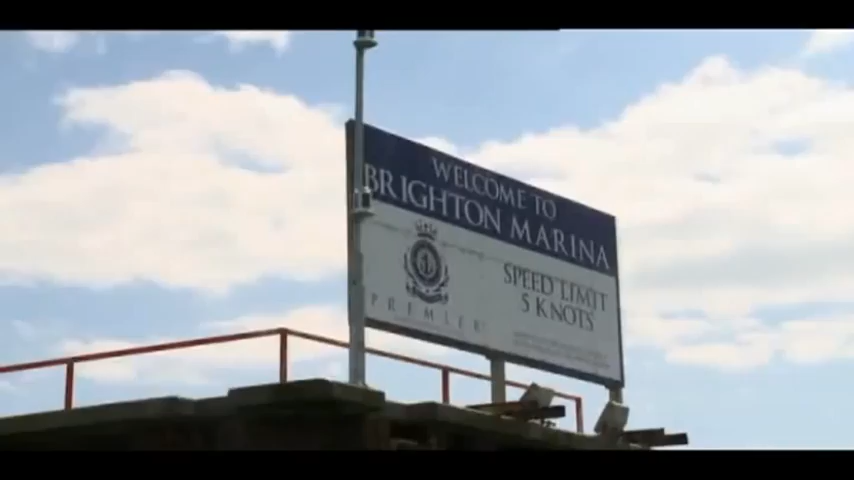 WELCOME TO
BRIGHTON MARINA
PREMIER
SPEED LIMIT
5 KNOTS